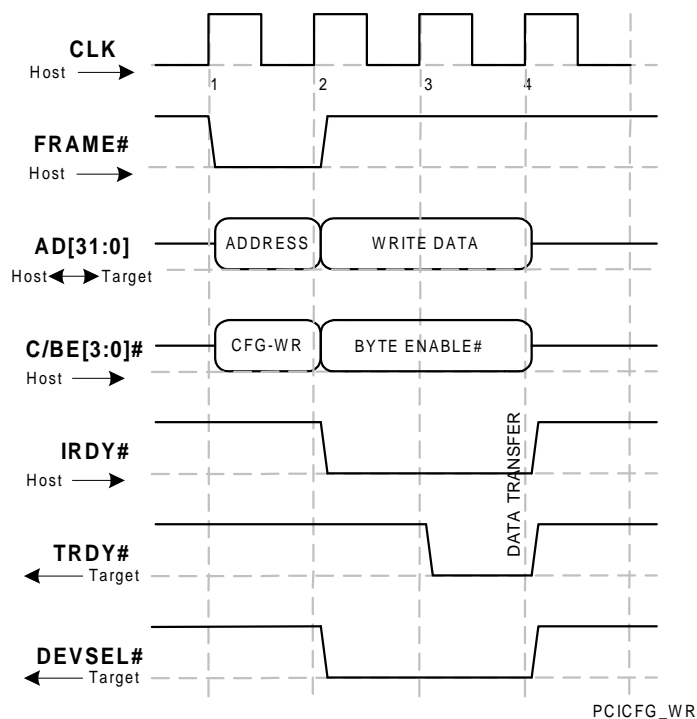 CLK
Host
1 2 3 4
FRAME#
Host
ADDRESS WRITE DATA
AD[31:0]
Host Target
CFG-WR BYTE ENABLE#
C/BE[3:0]#
Host
IRDY#
Host
DATA TRANSFER
TRDY#
Target
DEVSEL#
Target
PCICFG_WR